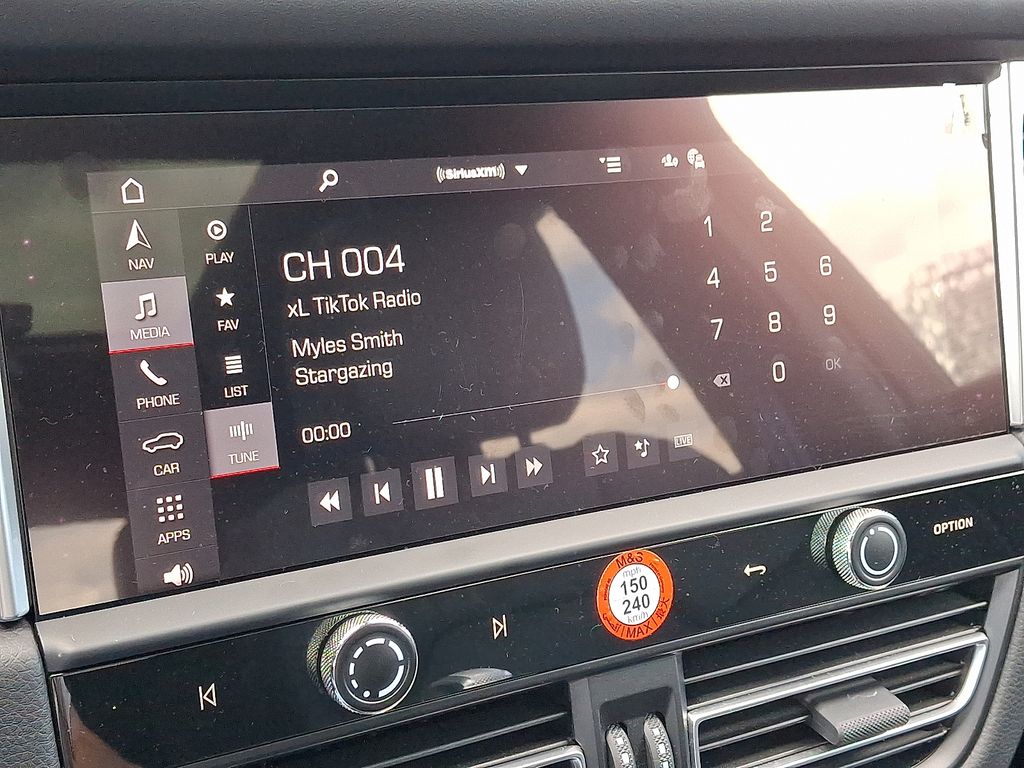 SiriusXM
NAV
MEDIA
PHONE
CAR
APPS
PLAY
FAV
LIST
TUNE
CH 004
xL TikTok Radio
Myles Smith
Stargazing
00:00
LIVE
1 2
4 5 6
7 8 9
0 OK
OPTION
M&S
mph
150
240
km/h
MAX